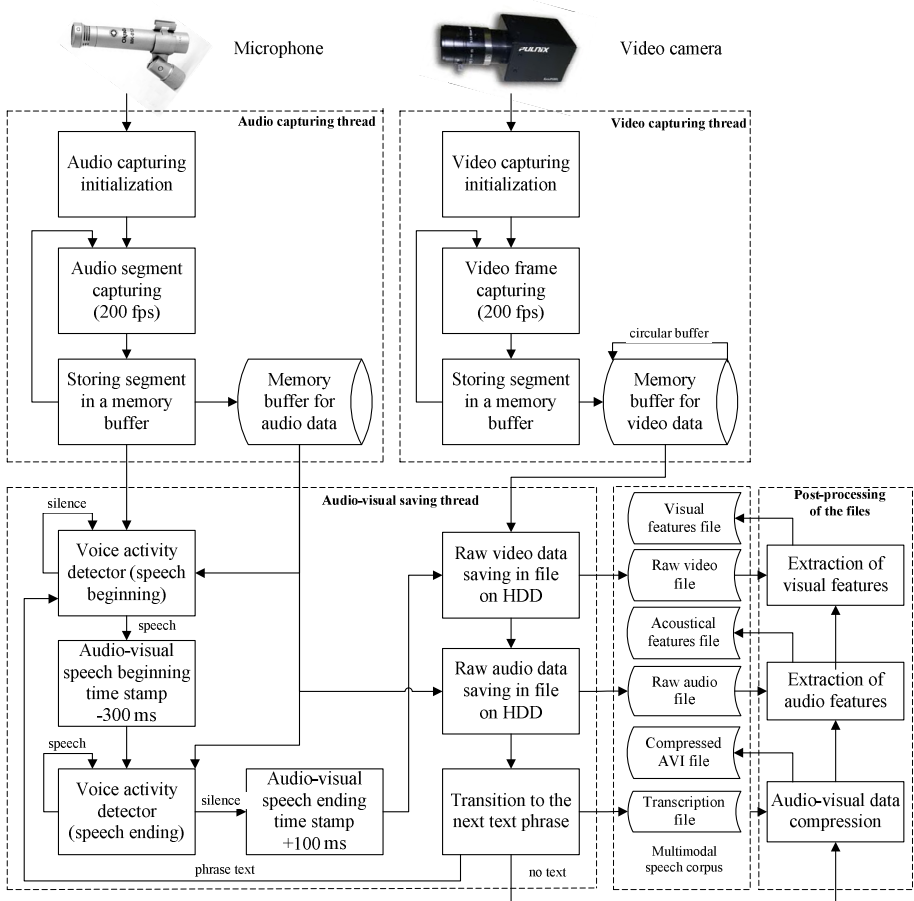 Microphone
Video camera
PULNIX
Audio capturing thread
Video capturing thread
Audio capturing
initialization
Video capturing
initialization
Audio segment
capturing
(200 fps)
Video frame
capturing
(200 fps)
circular buffer
Storing segment
in a memory
buffer
Memory
buffer for
audio data
Storing segment
in a memory
buffer
Memory
buffer for
video data
Audio-visual saving thread
silence
Voice activity
detector (speech
beginning)
speech
Audio-visual
speech beginning
time stamp
-300 ms
speech
Voice activity
detector
(speech ending)
silence
Audio-visual
speech ending
time stamp
+100 ms
Raw video data
saving in file
on HDD
Raw audio data
saving in file
on HDD
Transition to the
next text phrase
phrase text
no text
Visual
features file
Raw video
file
Acoustical
features file
Raw audio
file
Compressed
AVI file
Transcription
file
Multimodal
speech corpus
Post-processing
of the files
Extraction of
visual features
Extraction of
audio features
Audio-visual data
compression